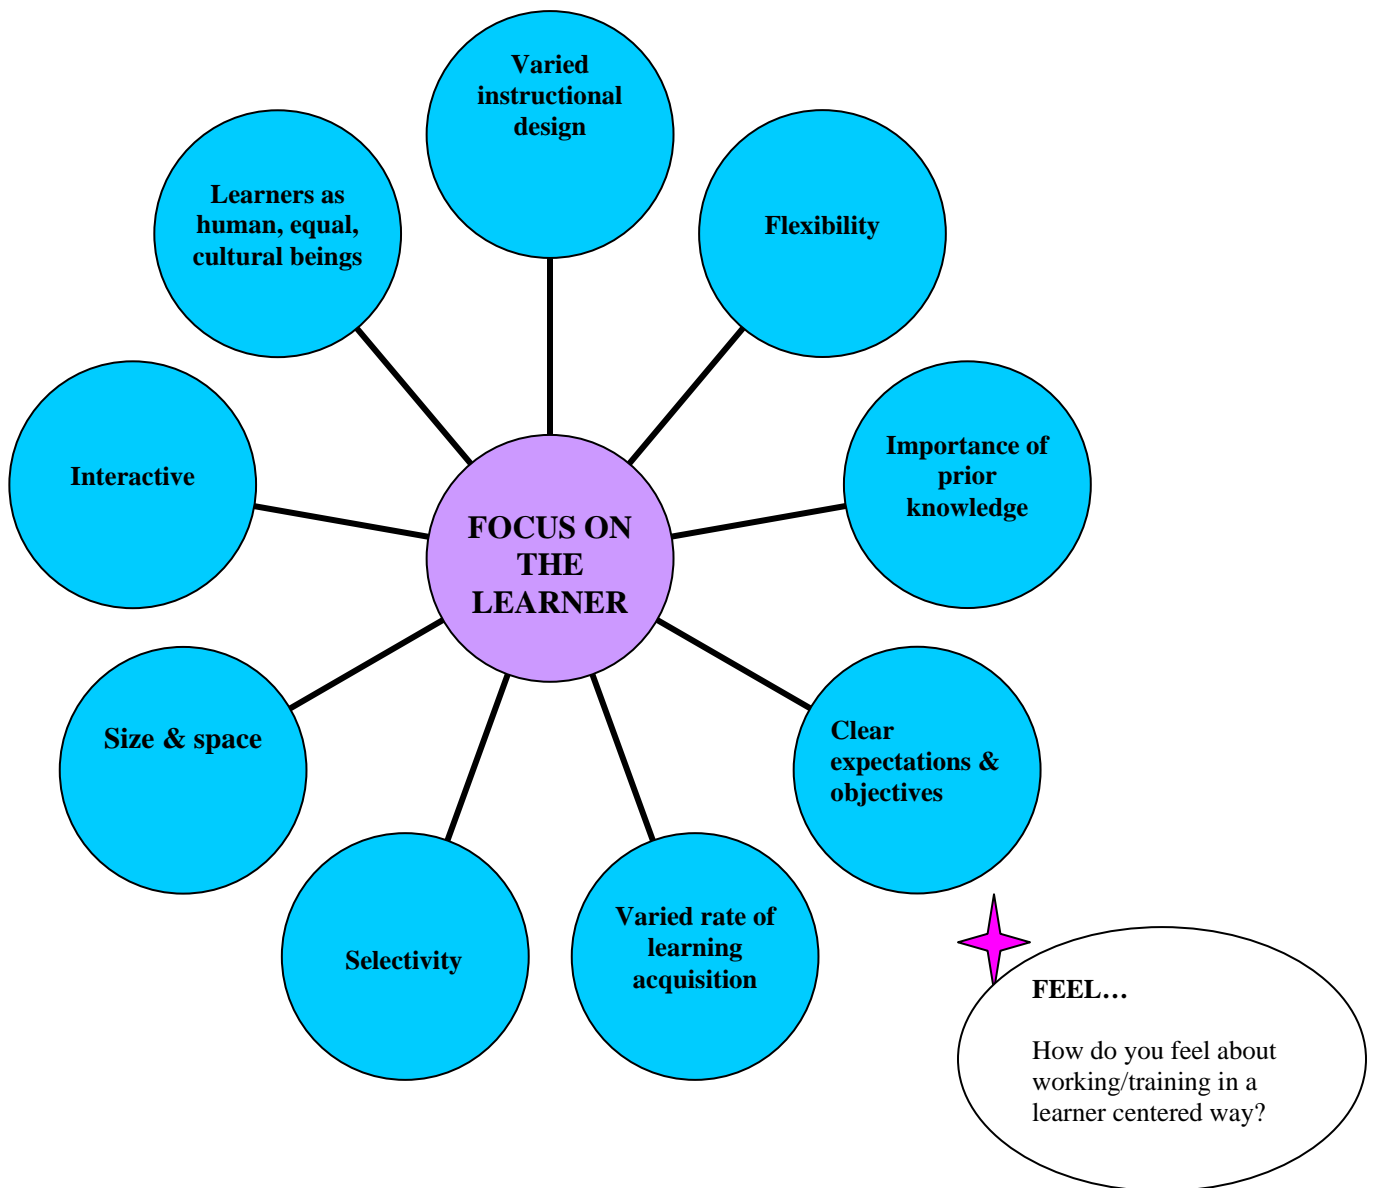 Varied
instructional
design
Flexibility
Importance of
prior
knowledge
Clear
expectations &
objectives
Varied rate of
learning
acquisition
Selectivity
Size & space
Interactive
Learners as
human, equal,
cultural beings
FOCUS ON
THE
LEARNER
FEEL…
How do you feel about
working/training in a
learner centered way?